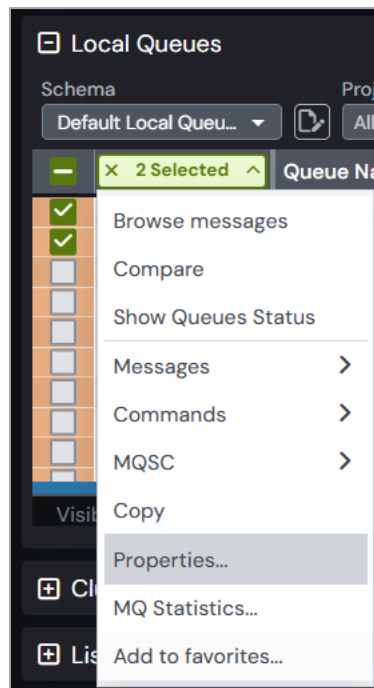 Local Queues
Schema
Default Local Queu...
All
2 Selected
Queue
Browse messages
Compare
Show Queues Status
Messages
Commands
MQSC
Copy
Properties...
MQ Statistics...
Add to favorites...